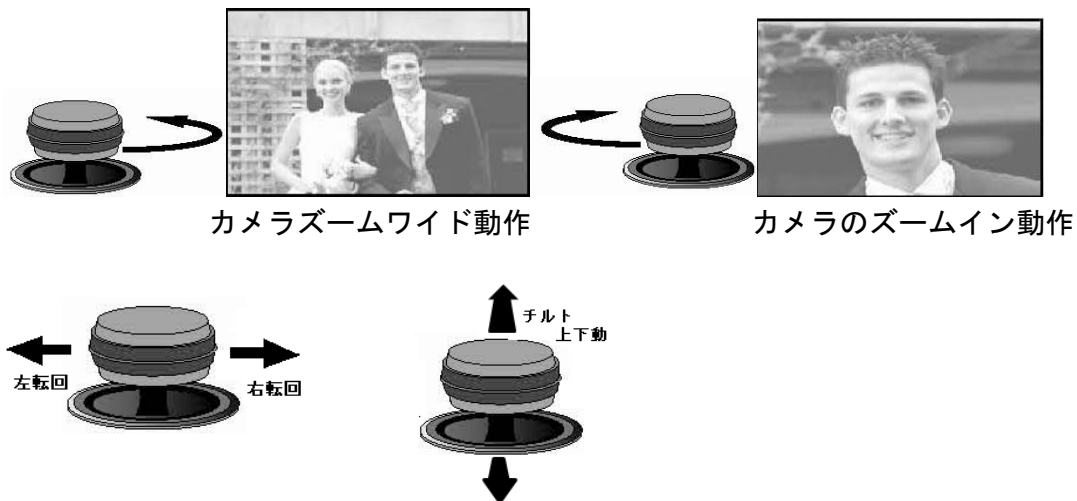 カメラズームワイド動作
カメラのズームイン動作
左転回
右転回
チルト
上下動